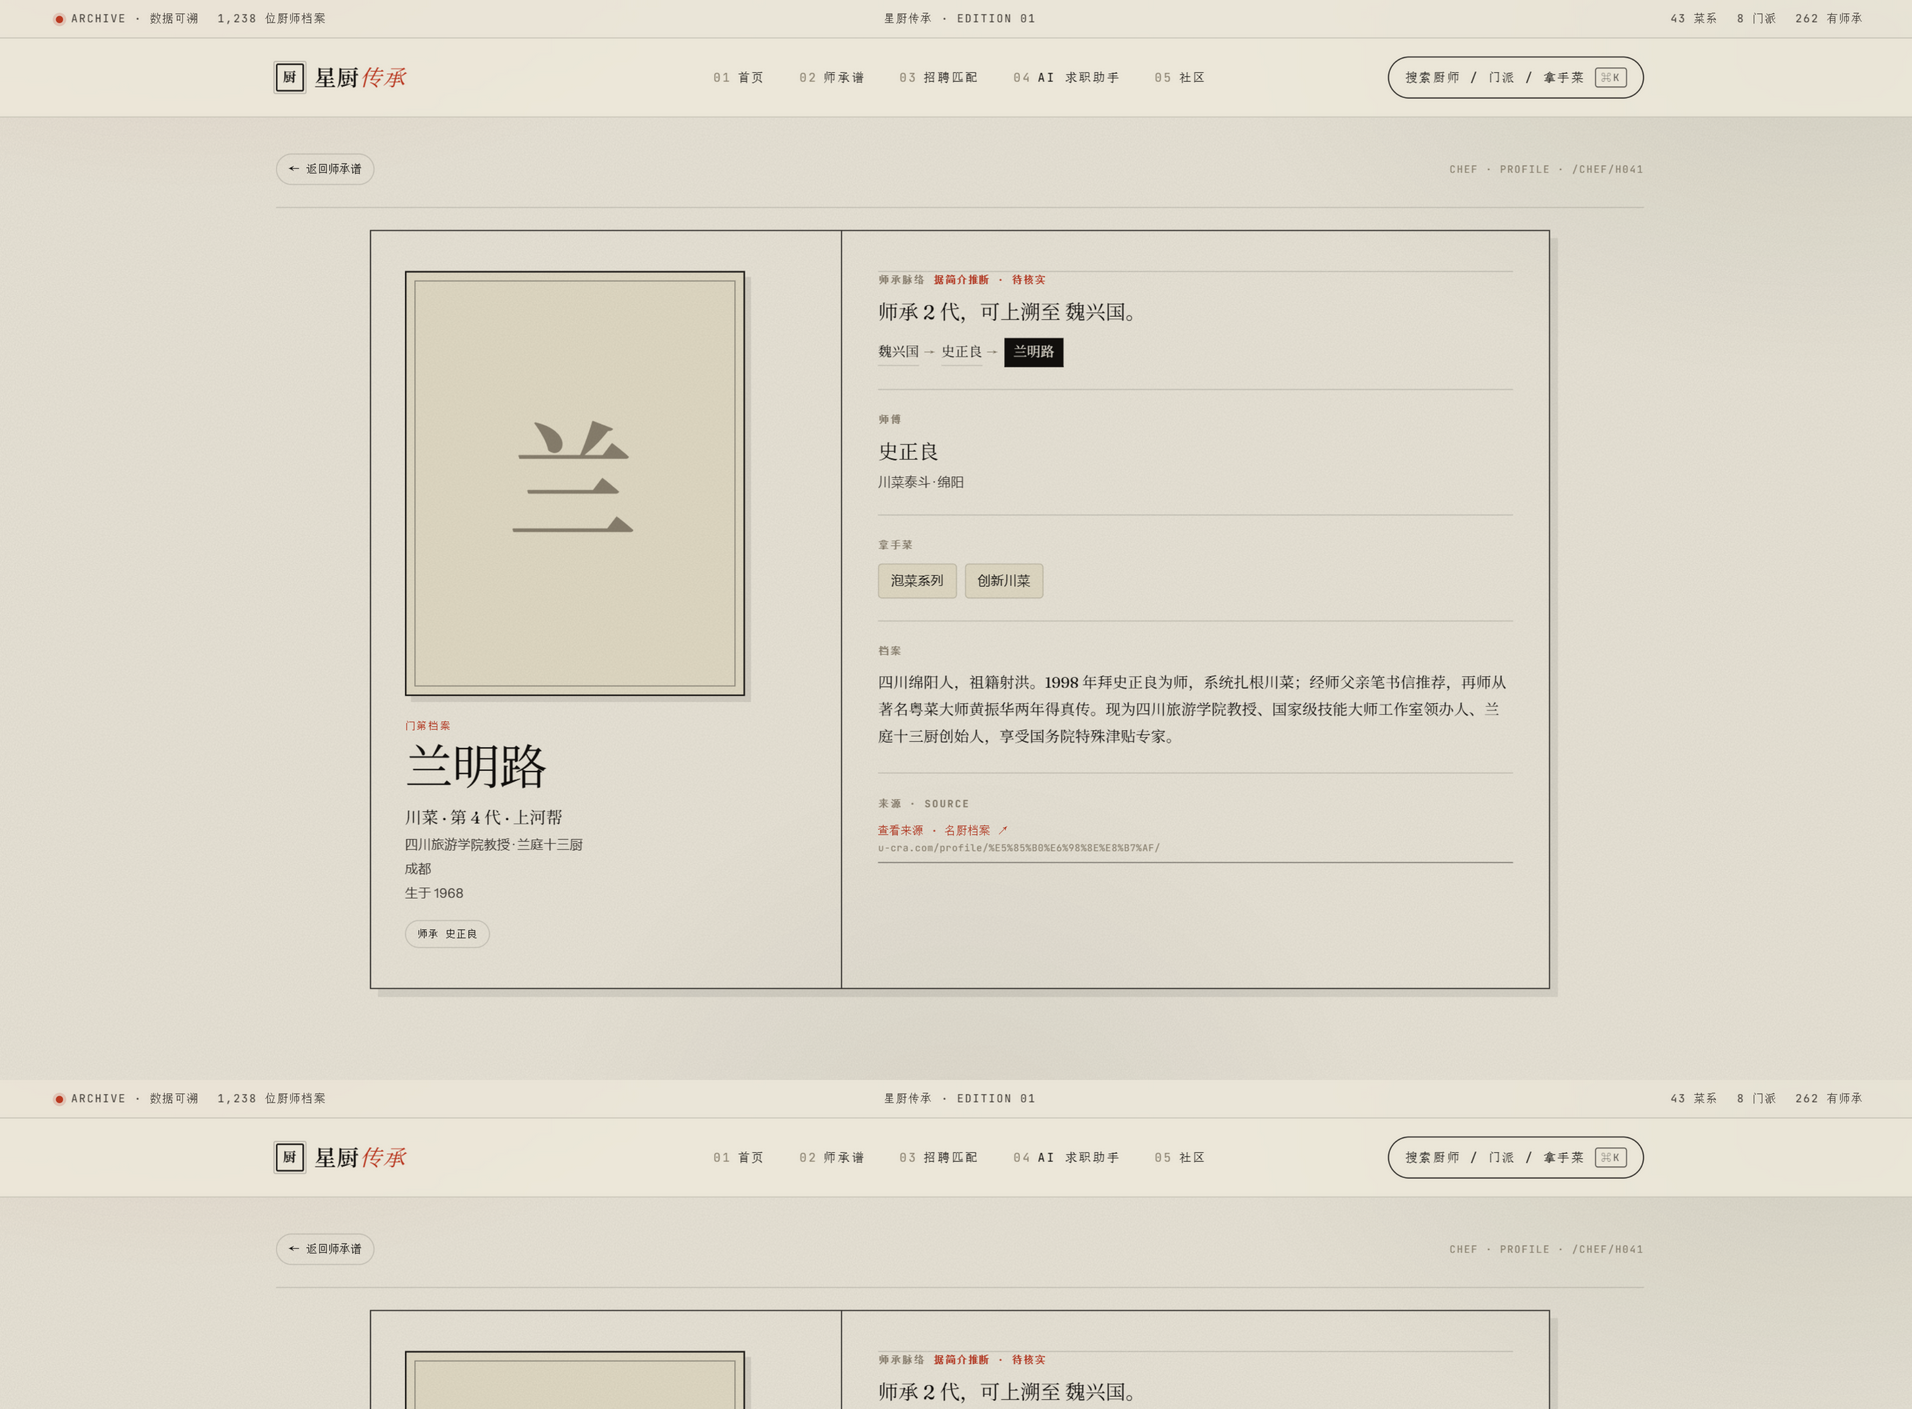 ARCHIVE · 数据可溯 1,238 位厨师档案
星厨传承 · EDITION 01
43 菜系 8 门派 262 有师承
厨 星厨传承
01 首页 02 师承谱 03 招聘匹配 04 AI 求职助手 05 社区
搜索厨师 / 门派 / 拿手菜 ⌘K
← 返回师承谱
CHEF · PROFILE · /CHEF/H041
兰
门第档案
兰明路
川菜 · 第 4 代 · 上河帮
四川旅游学院教授·兰庭十三厨
成都
生于 1968
师承 史正良
师承脉络 据简介推断 · 待核实
师承 2 代，可上溯至 魏兴国。
魏兴国 → 史正良 → 兰明路
师傅
史正良
川菜泰斗·绵阳
拿手菜
泡菜系列 创新川菜
档案
四川绵阳人，祖籍射洪。1998 年拜史正良为师，系统扎根川菜；经师父亲笔书信推荐，再师从
著名粤菜大师黄振华两年得真传。现为四川旅游学院教授、国家级技能大师工作室领办人、兰
庭十三厨创始人，享受国务院特殊津贴专家。
来源 · SOURCE
查看来源 · 名厨档案 ↗
u-cra.com/profile/%E5%85%B0%E6%98%8E%E8%B7%AF/
ARCHIVE · 数据可溯 1,238 位厨师档案
星厨传承 · EDITION 01
43 菜系 8 门派 262 有师承
厨 星厨传承
01 首页 02 师承谱 03 招聘匹配 04 AI 求职助手 05 社区
搜索厨师 / 门派 / 拿手菜 ⌘K
← 返回师承谱
CHEF · PROFILE · /CHEF/H041
师承脉络 据简介推断 · 待核实
师承 2 代，可上溯至 魏兴国。